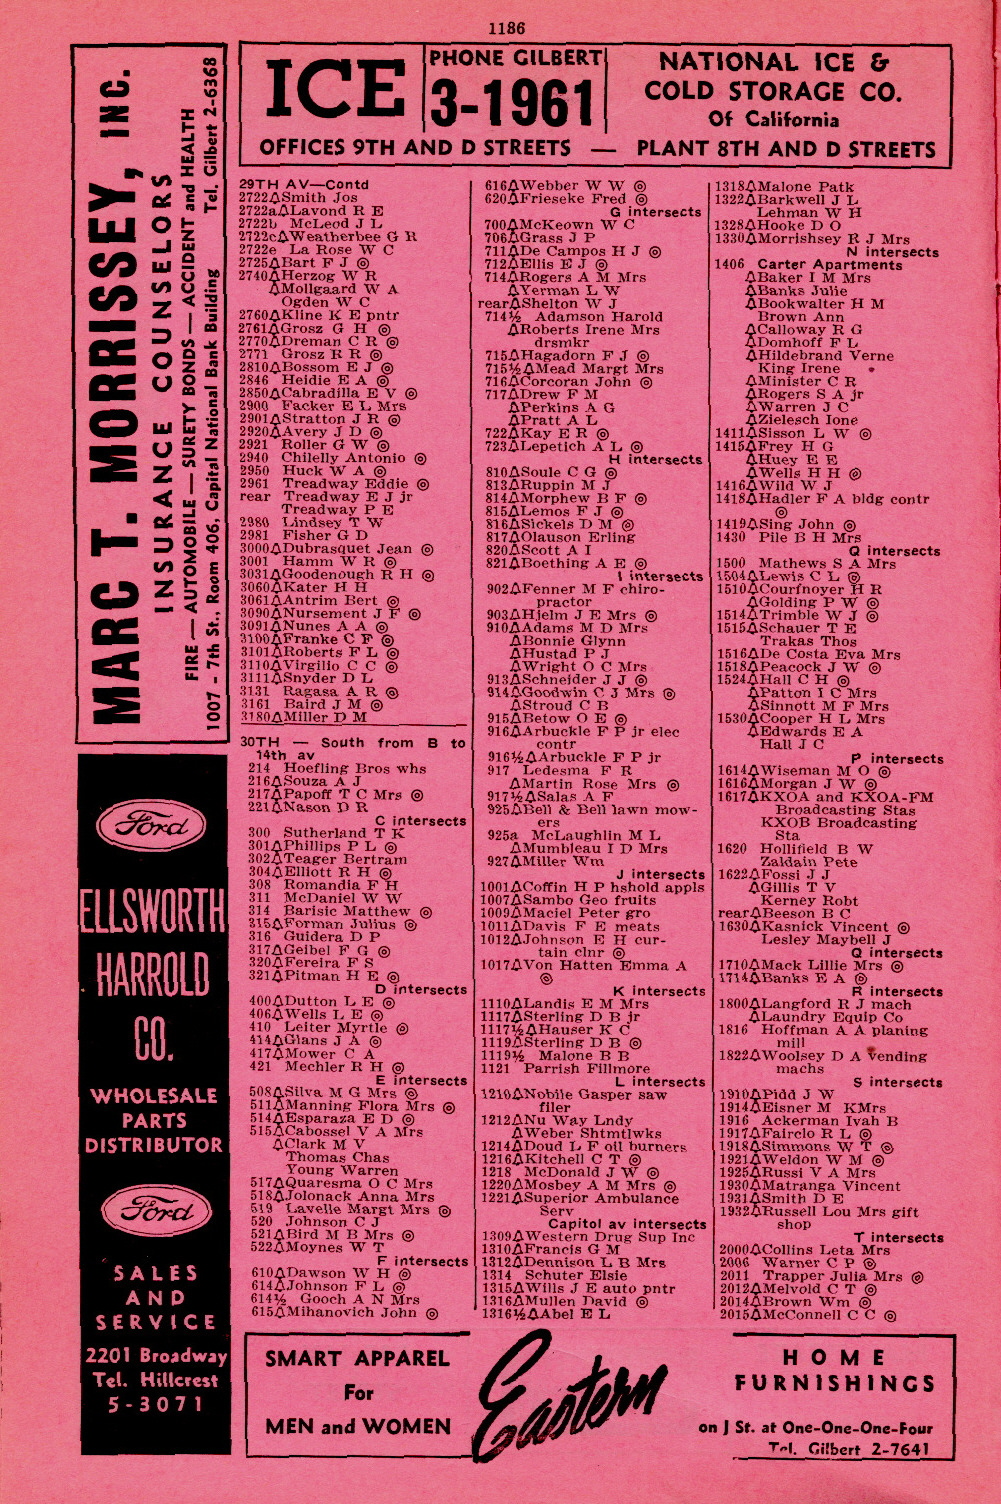 1186
MARC T. MORRISSEY, INC.
INSURANCE COUNSELORS
FIRE — AUTOMOBILE — SURETY BONDS — ACCIDENT and HEALTH
1007 - 7th St., Room 406, Capital National Bank Building Tel. Gilbert 2-6368
ICE
PHONE GILBERT
3-1961
NATIONAL ICE &
COLD STORAGE CO.
Of California
OFFICES 9TH AND D STREETS — PLANT 8TH AND D STREETS
Ford
ELLSWORTH
HARROLD
CO.
WHOLESALE
PARTS
DISTRIBUTOR
Ford
SALES
AND
SERVICE
2201 Broadway
Tel. Hillcrest
5-3071
29TH AV—Contd
2722△Smith Jos
2722a△Lavond R E
2722b McLeod J L
2722c△Weatherbee G R
2722e La Rose W C
2725△Bart F J ◎
2740△Herzog W R
△Mollgaard W A
Ogden W C
2760△Kline K E pntr
2761△Grosz G H ◎
2770△Dreman C R ◎
2771 Grosz R R ◎
2810△Bossom E J ◎
2846 Heidie E A ◎
2850△Cabradilla E V ◎
2900 Facker E L Mrs
2901△Stratton J R ◎
2920△Avery J D ◎
2921 Roller G W ◎
2940 Chilelly Antonio ◎
2950 Huck W A ◎
2961 Treadway Eddie ◎
rear Treadway E J jr
Treadway P E
2980 Lindsey T W
2981 Fisher G D
3000△Dubrasquet Jean ◎
3001 Hamm W R ◎
3031△Goodenough R H ◎
3060△Kater H H
3061△Antrim Bert ◎
3090△Nursement J F ◎
3091△Nunes A A ◎
3100△Franke C F ◎
3101△Roberts F L ◎
3110△Virgilio C C ◎
3111△Snyder D L
3131 Ragasa A R ◎
3161 Baird J M ◎
3180△Miller D M
30TH — South from B to
14th av
214 Hoefling Bros whs
216△Souza A J
217△Papoff T C Mrs ◎
221△Nason D R
C intersects
300 Sutherland T K
301△Phillips P L ◎
302△Teager Bertram
304△Elliott R H ◎
308 Romandia F H
311 McDaniel W W
314 Barisic Matthew ◎
315△Forman Julius ◎
316 Guidera D P
317△Geibel F G ◎
320△Fereira F S
321△Pitman H E ◎
D intersects
400△Dutton L E ◎
406△Wells L E ◎
410 Leiter Myrtle ◎
414△Glans J A ◎
417△Mower C A
421 Mechler R H ◎
E intersects
508△Silva M G Mrs ◎
511△Manning Flora Mrs ◎
514△Esparaza E D ◎
515△Cabossel V A Mrs
△Clark M V
Thomas Chas
Young Warren
517△Quaresma O C Mrs
518△Jolonack Anna Mrs
519 Lavelle Margt Mrs ◎
520 Johnson C J
521△Bird M B Mrs ◎
522△Moynes W T
F intersects
610△Dawson W H ◎
614△Johnson F L ◎
614½ Gooch A N Mrs
615△Mihanovich John ◎
616△Webber W W ◎
620△Frieseke Fred ◎
G intersects
700△McKeown W C
706△Grass J P
711△De Campos H J ◎
712△Ellis E J ◎
714△Rogers A M Mrs
△Yerman L W
rear△Shelton W J
714½ Adamson Harold
△Roberts Irene Mrs
drsmkr
715△Hagadorn F J ◎
715½△Mead Margt Mrs
716△Corcoran John ◎
717△Drew F M
△Perkins A G
△Pratt A L
722△Kay E R ◎
723△Lepetich A L ◎
H intersects
810△Soule C G ◎
813△Ruppin M J
814△Morphew B F ◎
815△Lemos F J ◎
816△Sickels D M ◎
817△Olauson Erling
820△Scott A I
821△Boething A E ◎
I intersects
902△Fenner M F chiro-
practor
903△Hjelm J E Mrs ◎
910△Adams M D Mrs
△Bonnie Glynn
△Hustad P J
△Wright O C Mrs
913△Schneider J J ◎
914△Goodwin C J Mrs ◎
△Stroud C B
915△Betow O E ◎
916△Arbuckle F P jr elec
contr
916½△Arbuckle F P jr
917 Ledesma F R
△Martin Rose Mrs ◎
917½△Salas A F
925△Bell & Bell lawn mow-
ers
925a McLaughlin M L
△Mumbleau I D Mrs
927△Miller Wm
J intersects
1001△Coffin H P hshold appls
1007△Sambo Geo fruits
1009△Maciel Peter gro
1011△Davis F E meats
1012△Johnson E H cur-
tain clnr ◎
1017△Von Hatten Emma A
◎
K intersects
1110△Landis E M Mrs
1117△Sterling D B jr
1117½△Hauser K C
1119△Sterling D B ◎
1119½ Malone B B
1121 Parrish Fillmore
L intersects
1210△Nobile Gasper saw
filer
1212△Nu Way Lndy
△Weber Shtmtlwks
1214△Doud L F oil burners
1216△Kitchell C T ◎
1218 McDonald J W ◎
1220△Mosbey A M Mrs ◎
1221△Superior Ambulance
Serv
Capitol av intersects
1309△Western Drug Sup Inc
1310△Francis G M
1312△Dennison L B Mrs
1314 Schuter Elsie
1315△Wills J E auto pntr
1316△Mullen David ◎
1316½△Abel E L
1318△Malone Patk
1322△Barkwell J L
Lehman W H
1328△Hooke D O
1330△Morrishsey R J Mrs
N intersects
1406 Carter Apartments
△Baker I M Mrs
△Banks Julie
△Bookwalter H M
Brown Ann
△Calloway R G
△Domhoff F L
△Hildebrand Verne
King Irene
△Minister C R
△Rogers S A jr
△Warren J C
△Zielesch Ione
1411△Sisson L W ◎
1415△Frey H G
△Huey E E
△Wells H H ◎
1416△Wild W J
1418△Hadler F A bldg contr
◎
1419△Sing John ◎
1430 Pile B H Mrs
O intersects
1500 Mathews S A Mrs
1504△Lewis C L ◎
1510△Courfnoyer H R
△Golding P W ◎
1514△Trimble W J ◎
1515△Schauer T E
Trakas Thos
1516△De Costa Eva Mrs
1518△Peacock J W ◎
1524△Hall C H ◎
△Patton I C Mrs
△Sinnott M F Mrs
1530△Cooper H L Mrs
△Edwards E A
Hall J C
P intersects
1614△Wiseman M O ◎
1616△Morgan J W ◎
1617△KXOA and KXOA-FM
Broadcasting Stas
KXOB Broadcasting
Sta
1620 Hollifield B W
Zaldain Pete
1622△Fossi J J
△Gillis T V
Kerney Robt
rear△Beeson B C
1630△Kasnick Vincent ◎
Lesley Maybell J
Q intersects
1710△Mack Lillie Mrs ◎
1714△Banks E A ◎
R intersects
1800△Langford R J mach
△Laundry Equip Co
1816 Hoffman A A planing
mill
1822△Woolsey D A vending
machs
S intersects
1910△Pidd J W
1914△Eisner M KMrs
1916 Ackerman Ivah B
1917△Fairclo R L ◎
1918△Simmons W T ◎
1921△Weldon W M ◎
1925△Russi V A Mrs
1930△Matranga Vincent
1931△Smith D E
1932△Russell Lou Mrs gift
shop
T intersects
2000△Collins Leta Mrs
2006 Warner C P ◎
2011 Trapper Julia Mrs ◎
2012△Melvold C T ◎
2014△Brown Wm ◎
2015△McConnell C C ◎
SMART APPAREL
For
MEN and WOMEN
Eastern
HOME
FURNISHINGS
on J St. at One-One-One-Four
Tel. Gilbert 2-7641